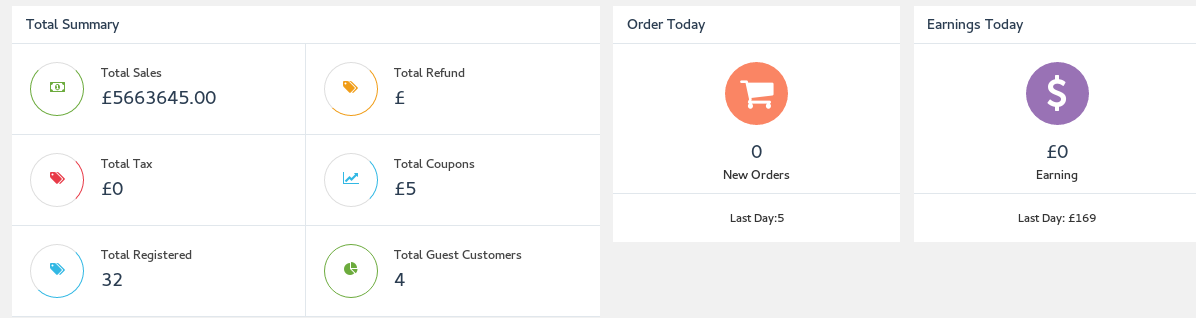 Total Summary
Total Sales
£5663645.00
Total Refund
£
Total Tax
£0
Total Coupons
£5
Total Registered
32
Total Guest Customers
4
Order Today
0
New Orders
Last Day:5
Earnings Today
$
£0
Earning
Last Day: £169